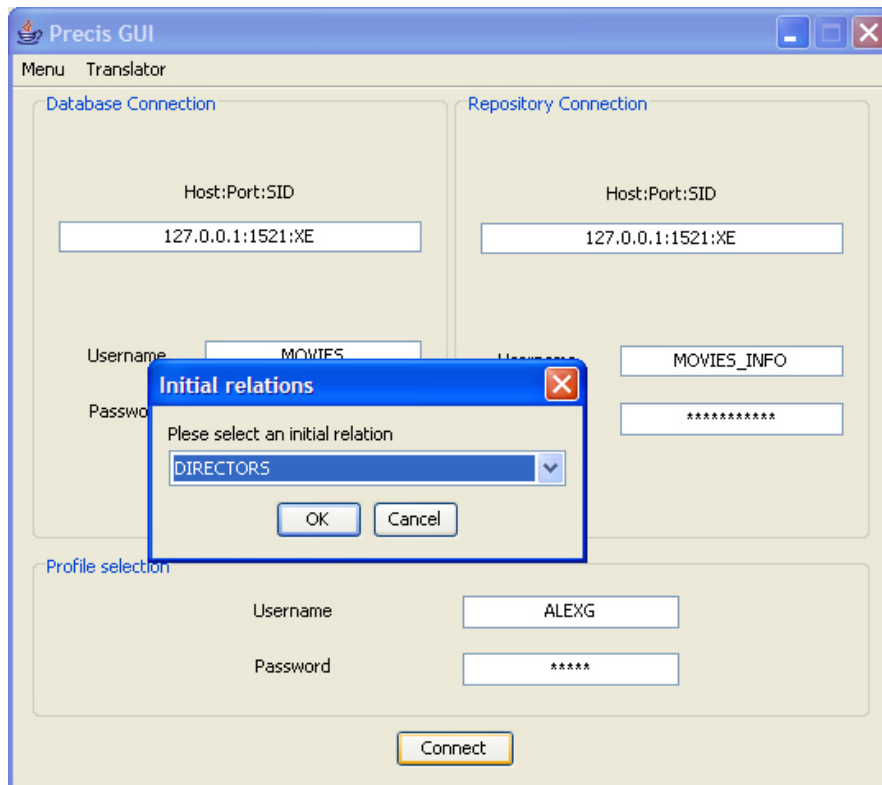 Precis GUI
Menu Translator
Database Connection
Repository Connection
Host:Port:SID
Host:Port:SID
127.0.0.1:1521:XE
127.0.0.1:1521:XE
Username MOVIES
MOVIES_INFO
Initial relations
Passwo
***********
Plese select an initial relation
DIRECTORS
OK Cancel
Profile selection
Username ALEXG
Password *****
Connect